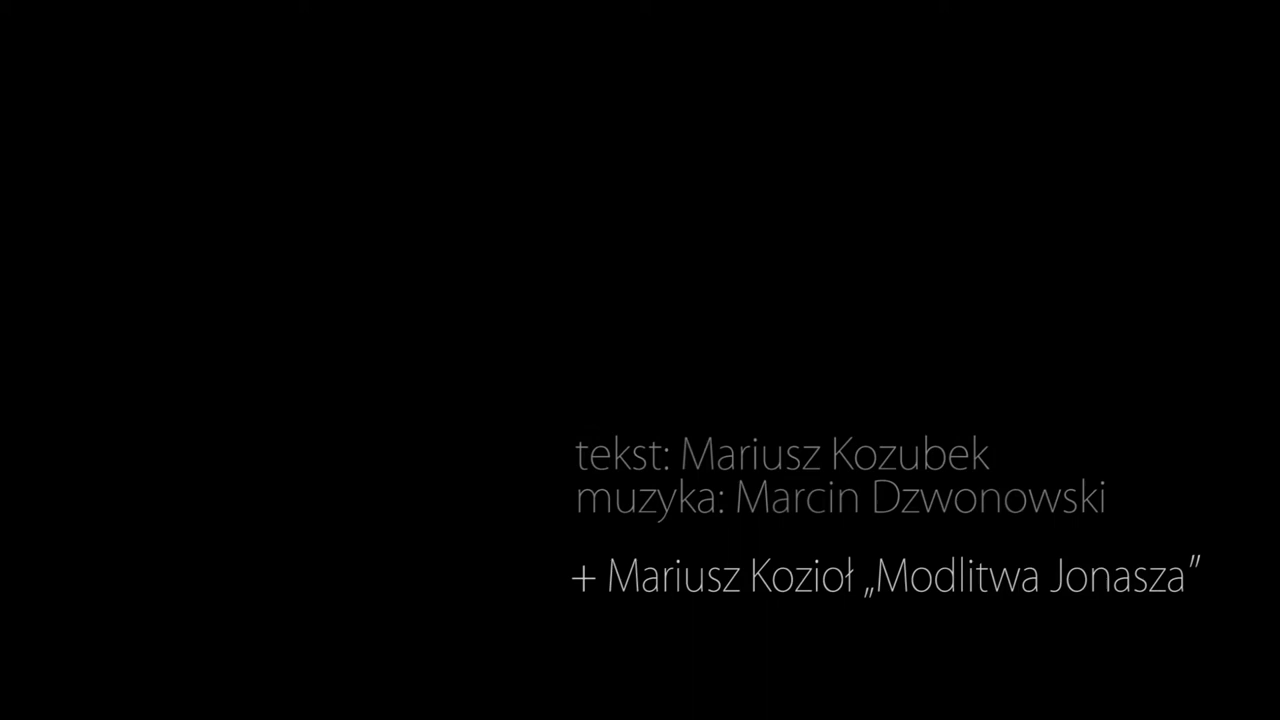 tekst: Mariusz Kozubek
muzyka: Marcin Dzwonowski
+ Mariusz Kozioł „Modlitwa Jonasza”